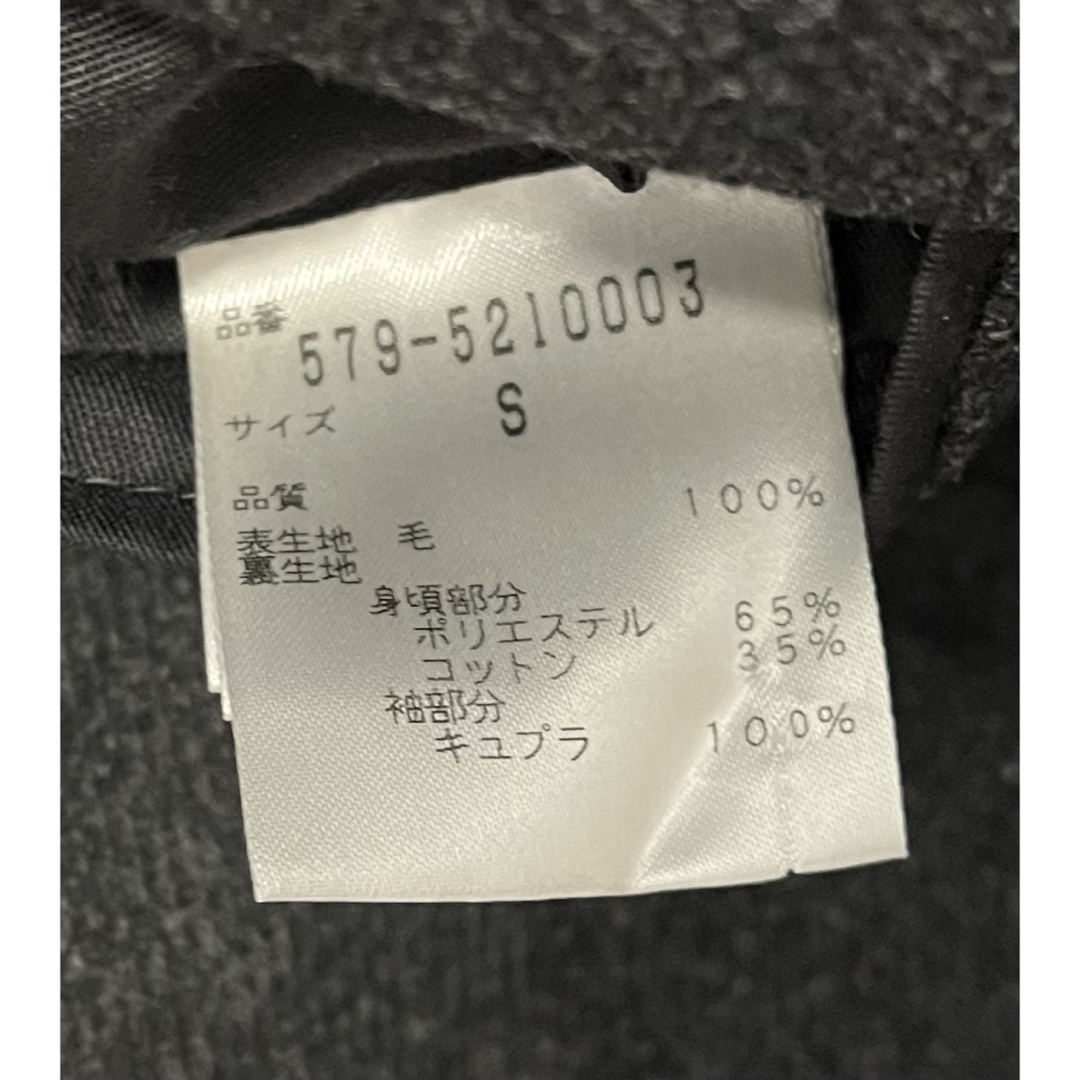 品番 579-5210003
サイズ S
品質
表生地 毛 100%
裏生地
身頃部分
ポリエステル 65%
コットン 35%
袖部分
キュプラ 100%